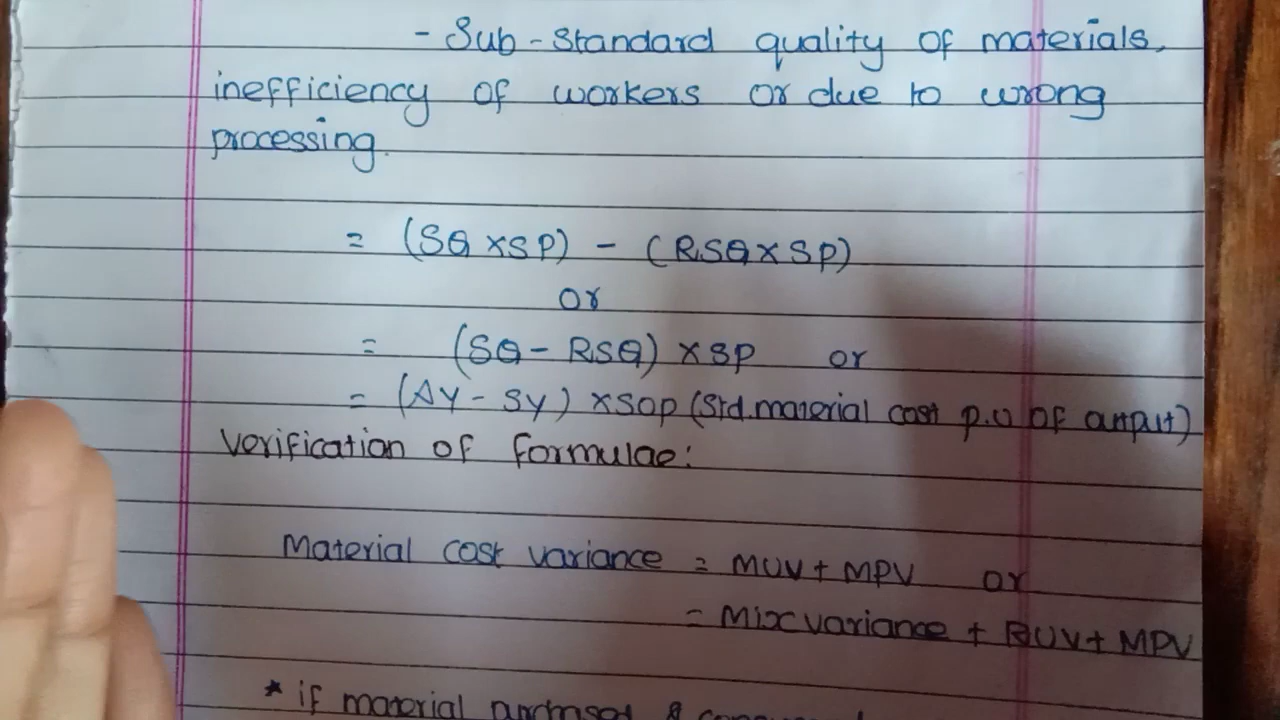 - Sub-Standard quality of materials,
inefficiency of workers or due to wrong
processing.
= (SQ × SP) - (RSQ × SP)
or
= (SQ - RSQ) × SP or
= (AY - SY) × SOP (Std. material cost p.u of output)
Verification of formulae:
Material cost variance = MUV + MPV or
= Mix variance + RUV + MPV
* if material purchased &